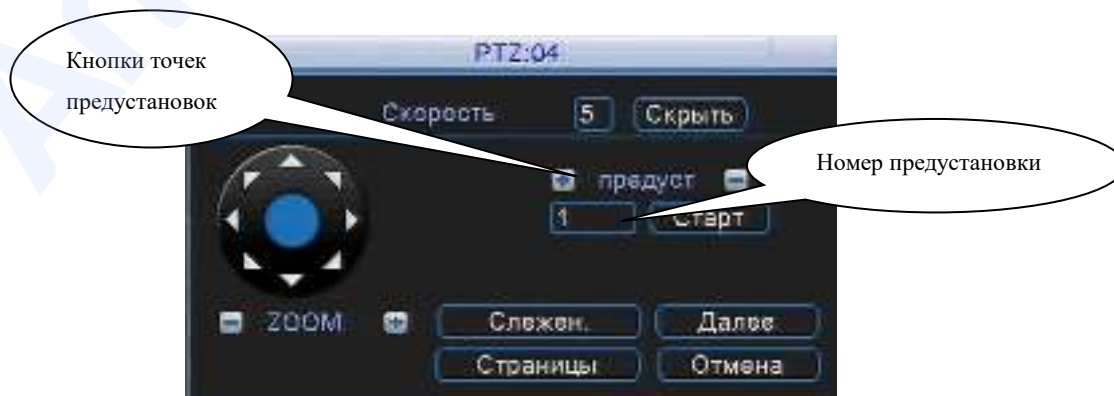 Кнопки точек
предустановок
PTZ:04
Скорость 5 Скрыть
предуст
Номер предустановки
1 Старт
ZOOM Слежен. Далее
Страницы Отмена